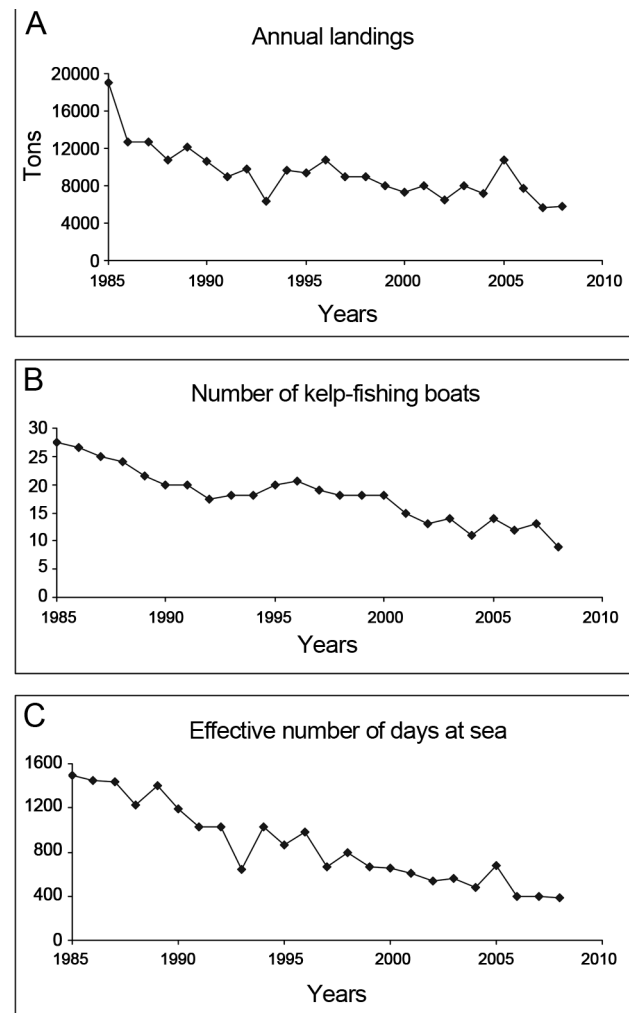 A
Annual landings
20000
16000
12000
8000
4000
0
Tons
1985 1990 1995 2000 2005 2010
Years
B
Number of kelp-fishing boats
30
25
20
15
10
5
0
1985 1990 1995 2000 2005 2010
Years
C
Effective number of days at sea
1600
1200
800
400
0
1985 1990 1995 2000 2005 2010
Years